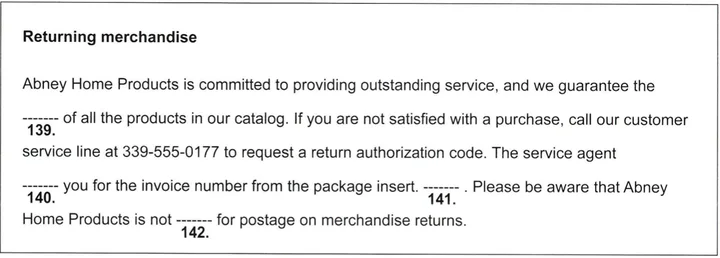 Returning merchandise
Abney Home Products is committed to providing outstanding service, and we guarantee the
------- of all the products in our catalog. If you are not satisfied with a purchase, call our customer
139.
service line at 339-555-0177 to request a return authorization code. The service agent
------- you for the invoice number from the package insert. ------- . Please be aware that Abney
140. 141.
Home Products is not ------- for postage on merchandise returns.
142.